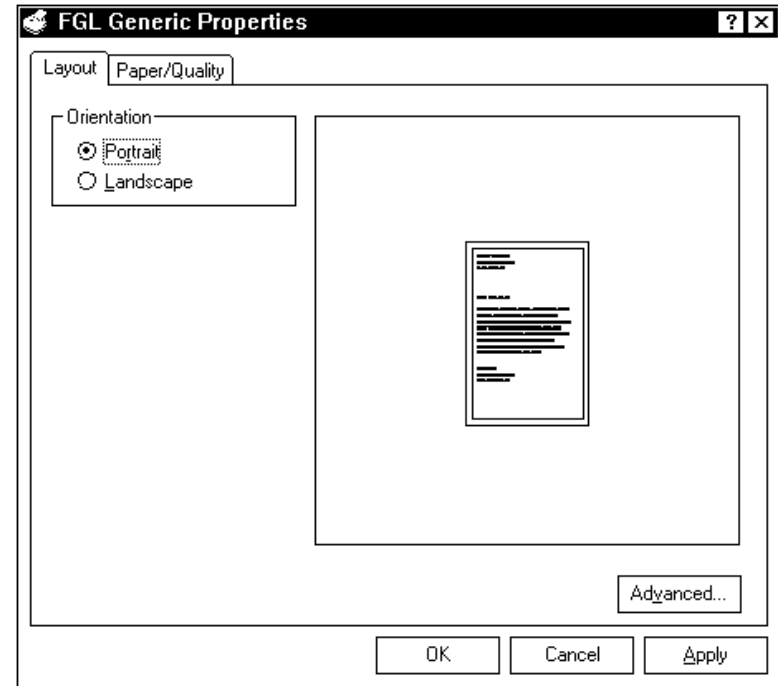 FGL Generic Properties
Layout Paper/Quality
Orientation
Portrait
Landscape
Advanced...
OK Cancel Apply